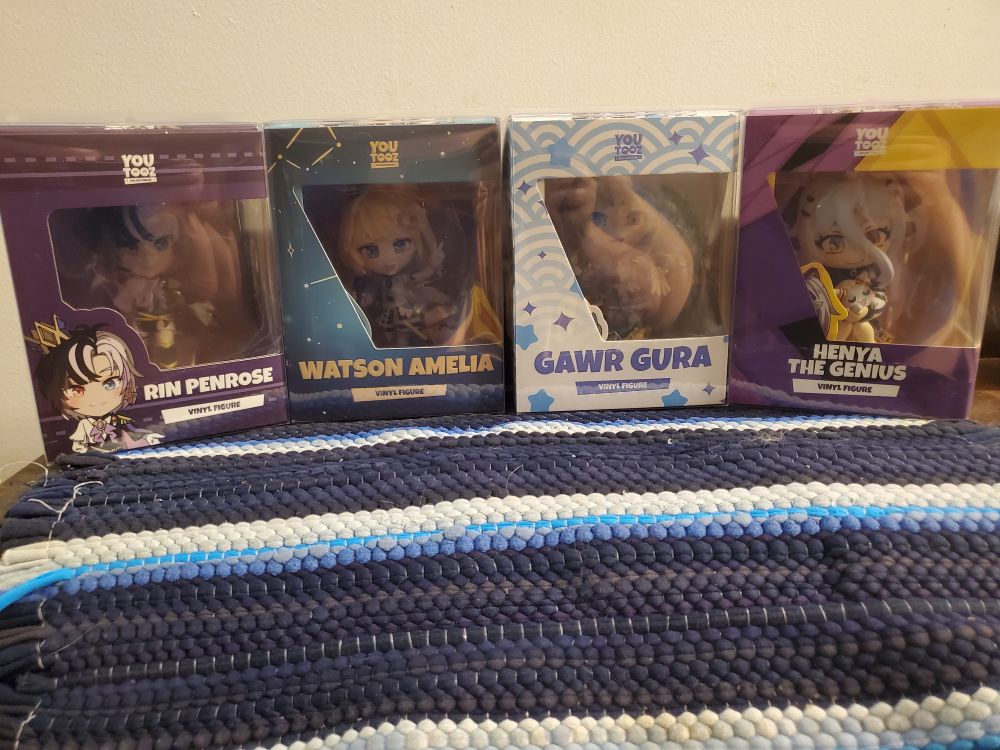 YOU
TOOZ
RIN PENROSE
VINYL FIGURE
YOU
TOOZ
WATSON AMELIA
VINYL FIGURE
YOU
TOOZ
GAWR GURA
VINYL FIGURE
YOU
TOOZ
HENYA
THE GENIUS
VINYL FIGURE